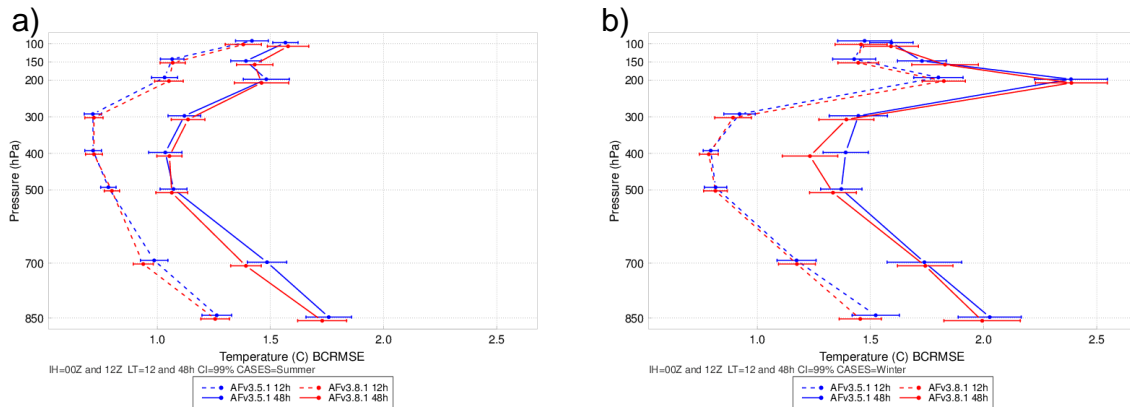 a)
100
150
200
300
400
500
700
850
Pressure (hPa)
1.0 1.5 2.0 2.5
Temperature (C) BCRMSE
IH=00Z and 12Z LT=12 and 48h CI=99% CASES=Summer
AFv3.5.1 12h AFv3.8.1 12h
AFv3.5.1 48h AFv3.8.1 48h
b)
100
150
200
300
400
500
700
850
Pressure (hPa)
1.0 1.5 2.0 2.5
Temperature (C) BCRMSE
IH=00Z and 12Z LT=12 and 48h CI=99% CASES=Winter
AFv3.5.1 12h AFv3.8.1 12h
AFv3.5.1 48h AFv3.8.1 48h